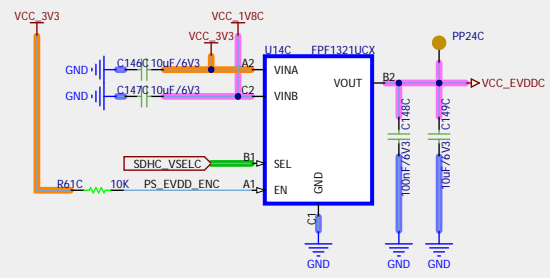 VCC_3V3
VCC_1V8C
VCC_3V3
PP24C
U14C
FPF1321UCX
C146C
10uF/6V3
A2
GND
VINA
VOUT
B2
VCC_EVDDC
C147C
10uF/6V3
C2
GND
VINB
C148C
100nF/6V3
C149C
10uF/6V3
SDHC_VSELC
B1
SEL
R61C
10K
PS_EVDD_ENC
A1
EN
GND
C1
GND
GND
GND